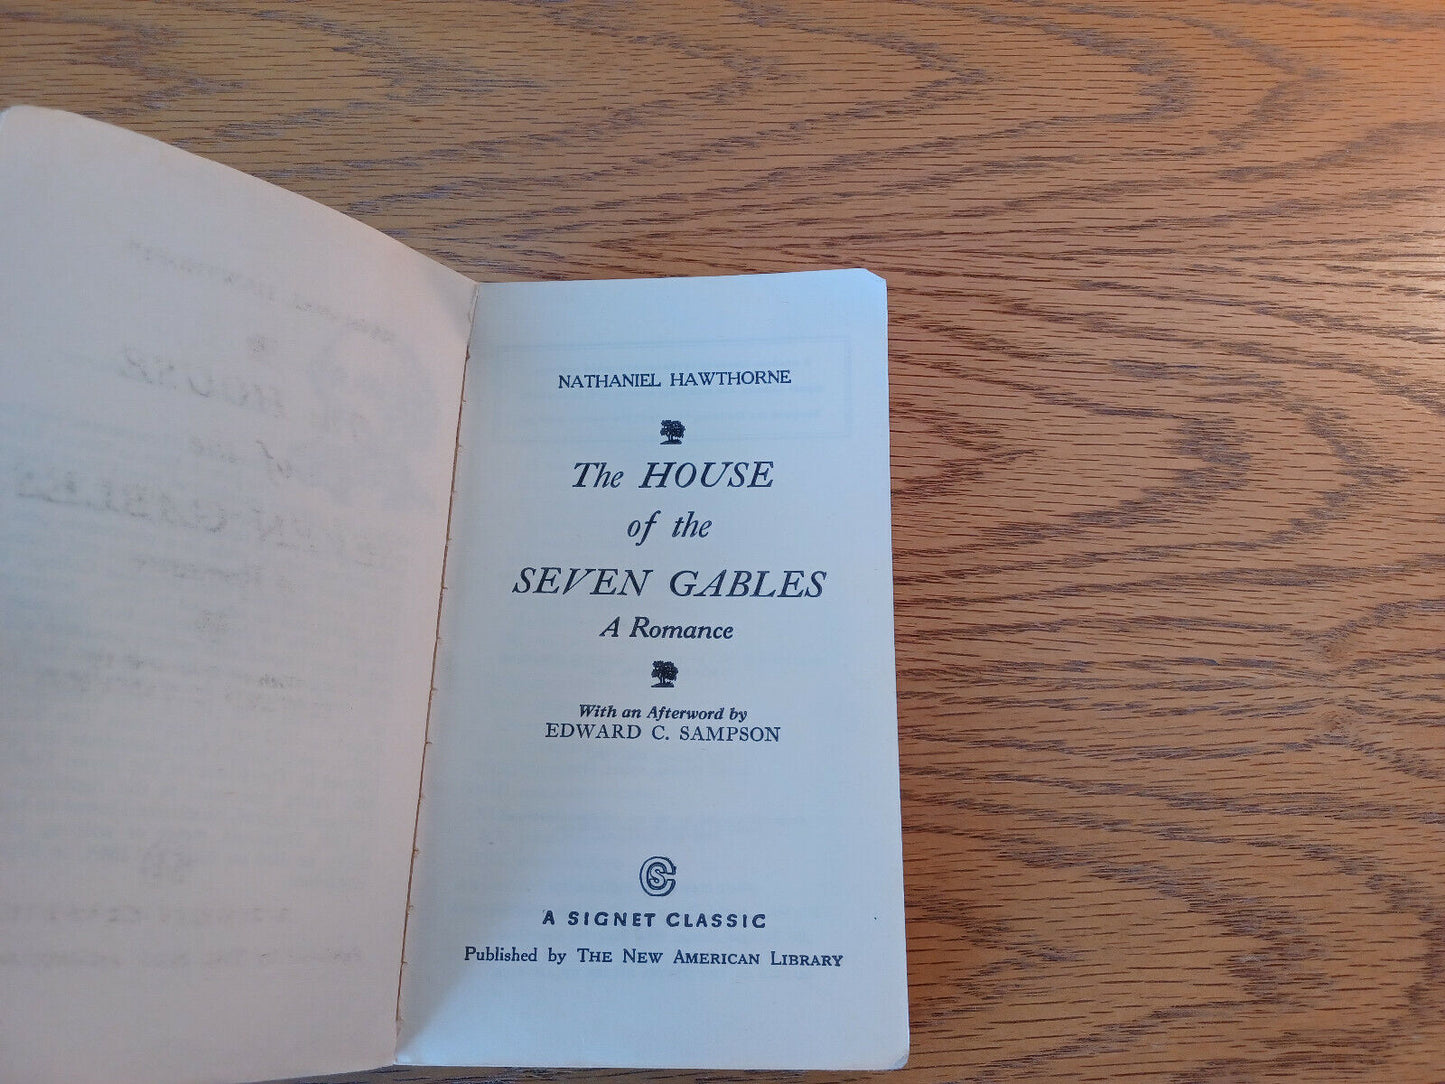 NATHANIEL HAWTHORNE
The HOUSE
of the
SEVEN GABLES
A Romance
With an Afterword by
EDWARD C. SAMPSON
CS
A SIGNET CLASSIC
Published by THE NEW AMERICAN LIBRARY